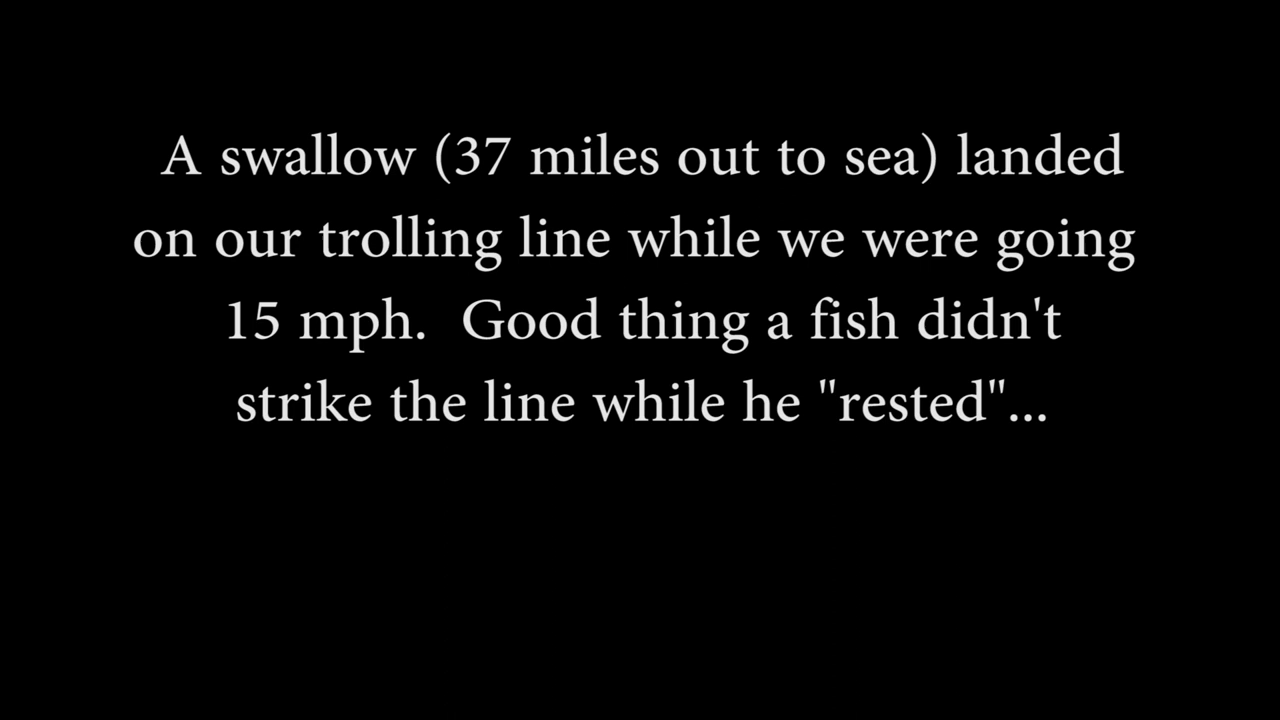 A swallow (37 miles out to sea) landed
on our trolling line while we were going
15 mph.  Good thing a fish didn't
strike the line while he "rested"...